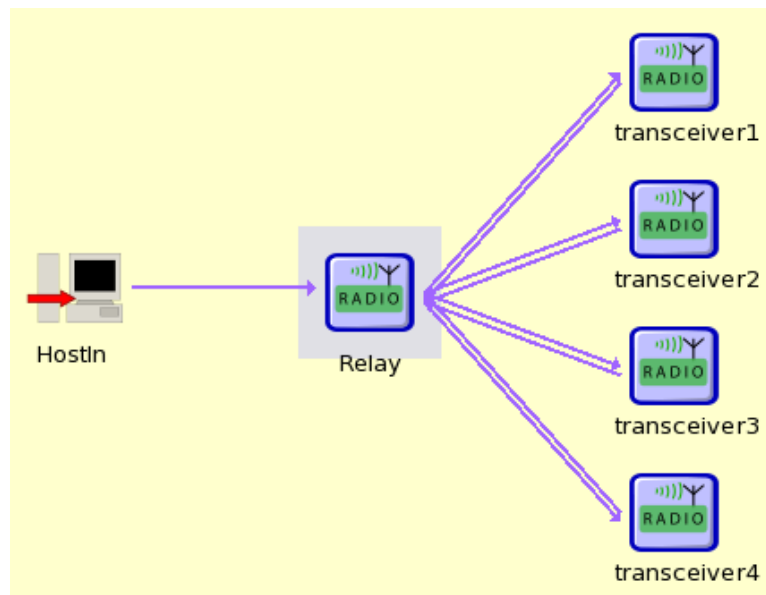 RADIO
transceiver1
RADIO
transceiver2
HostIn
RADIO
Relay
RADIO
transceiver3
RADIO
transceiver4